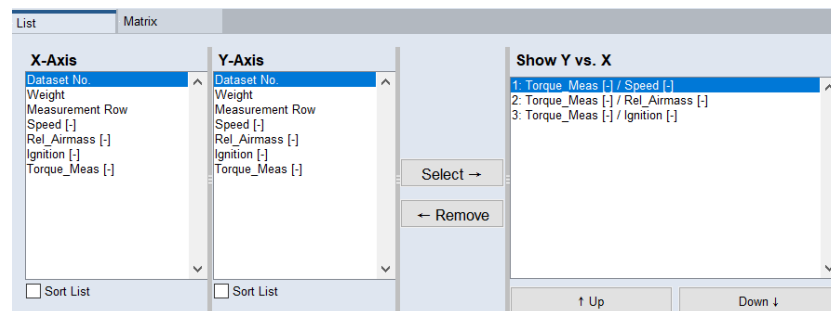 List
Matrix
X-Axis
Dataset No.
Weight
Measurement Row
Speed [-]
Rel_Airmass [-]
Ignition [-]
Torque_Meas [-]
Sort List
Y-Axis
Dataset No.
Weight
Measurement Row
Speed [-]
Rel_Airmass [-]
Ignition [-]
Torque_Meas [-]
Sort List
Select →
← Remove
Show Y vs. X
1: Torque_Meas [-] / Speed [-]
2: Torque_Meas [-] / Rel_Airmass [-]
3: Torque_Meas [-] / Ignition [-]
↑ Up
Down ↓